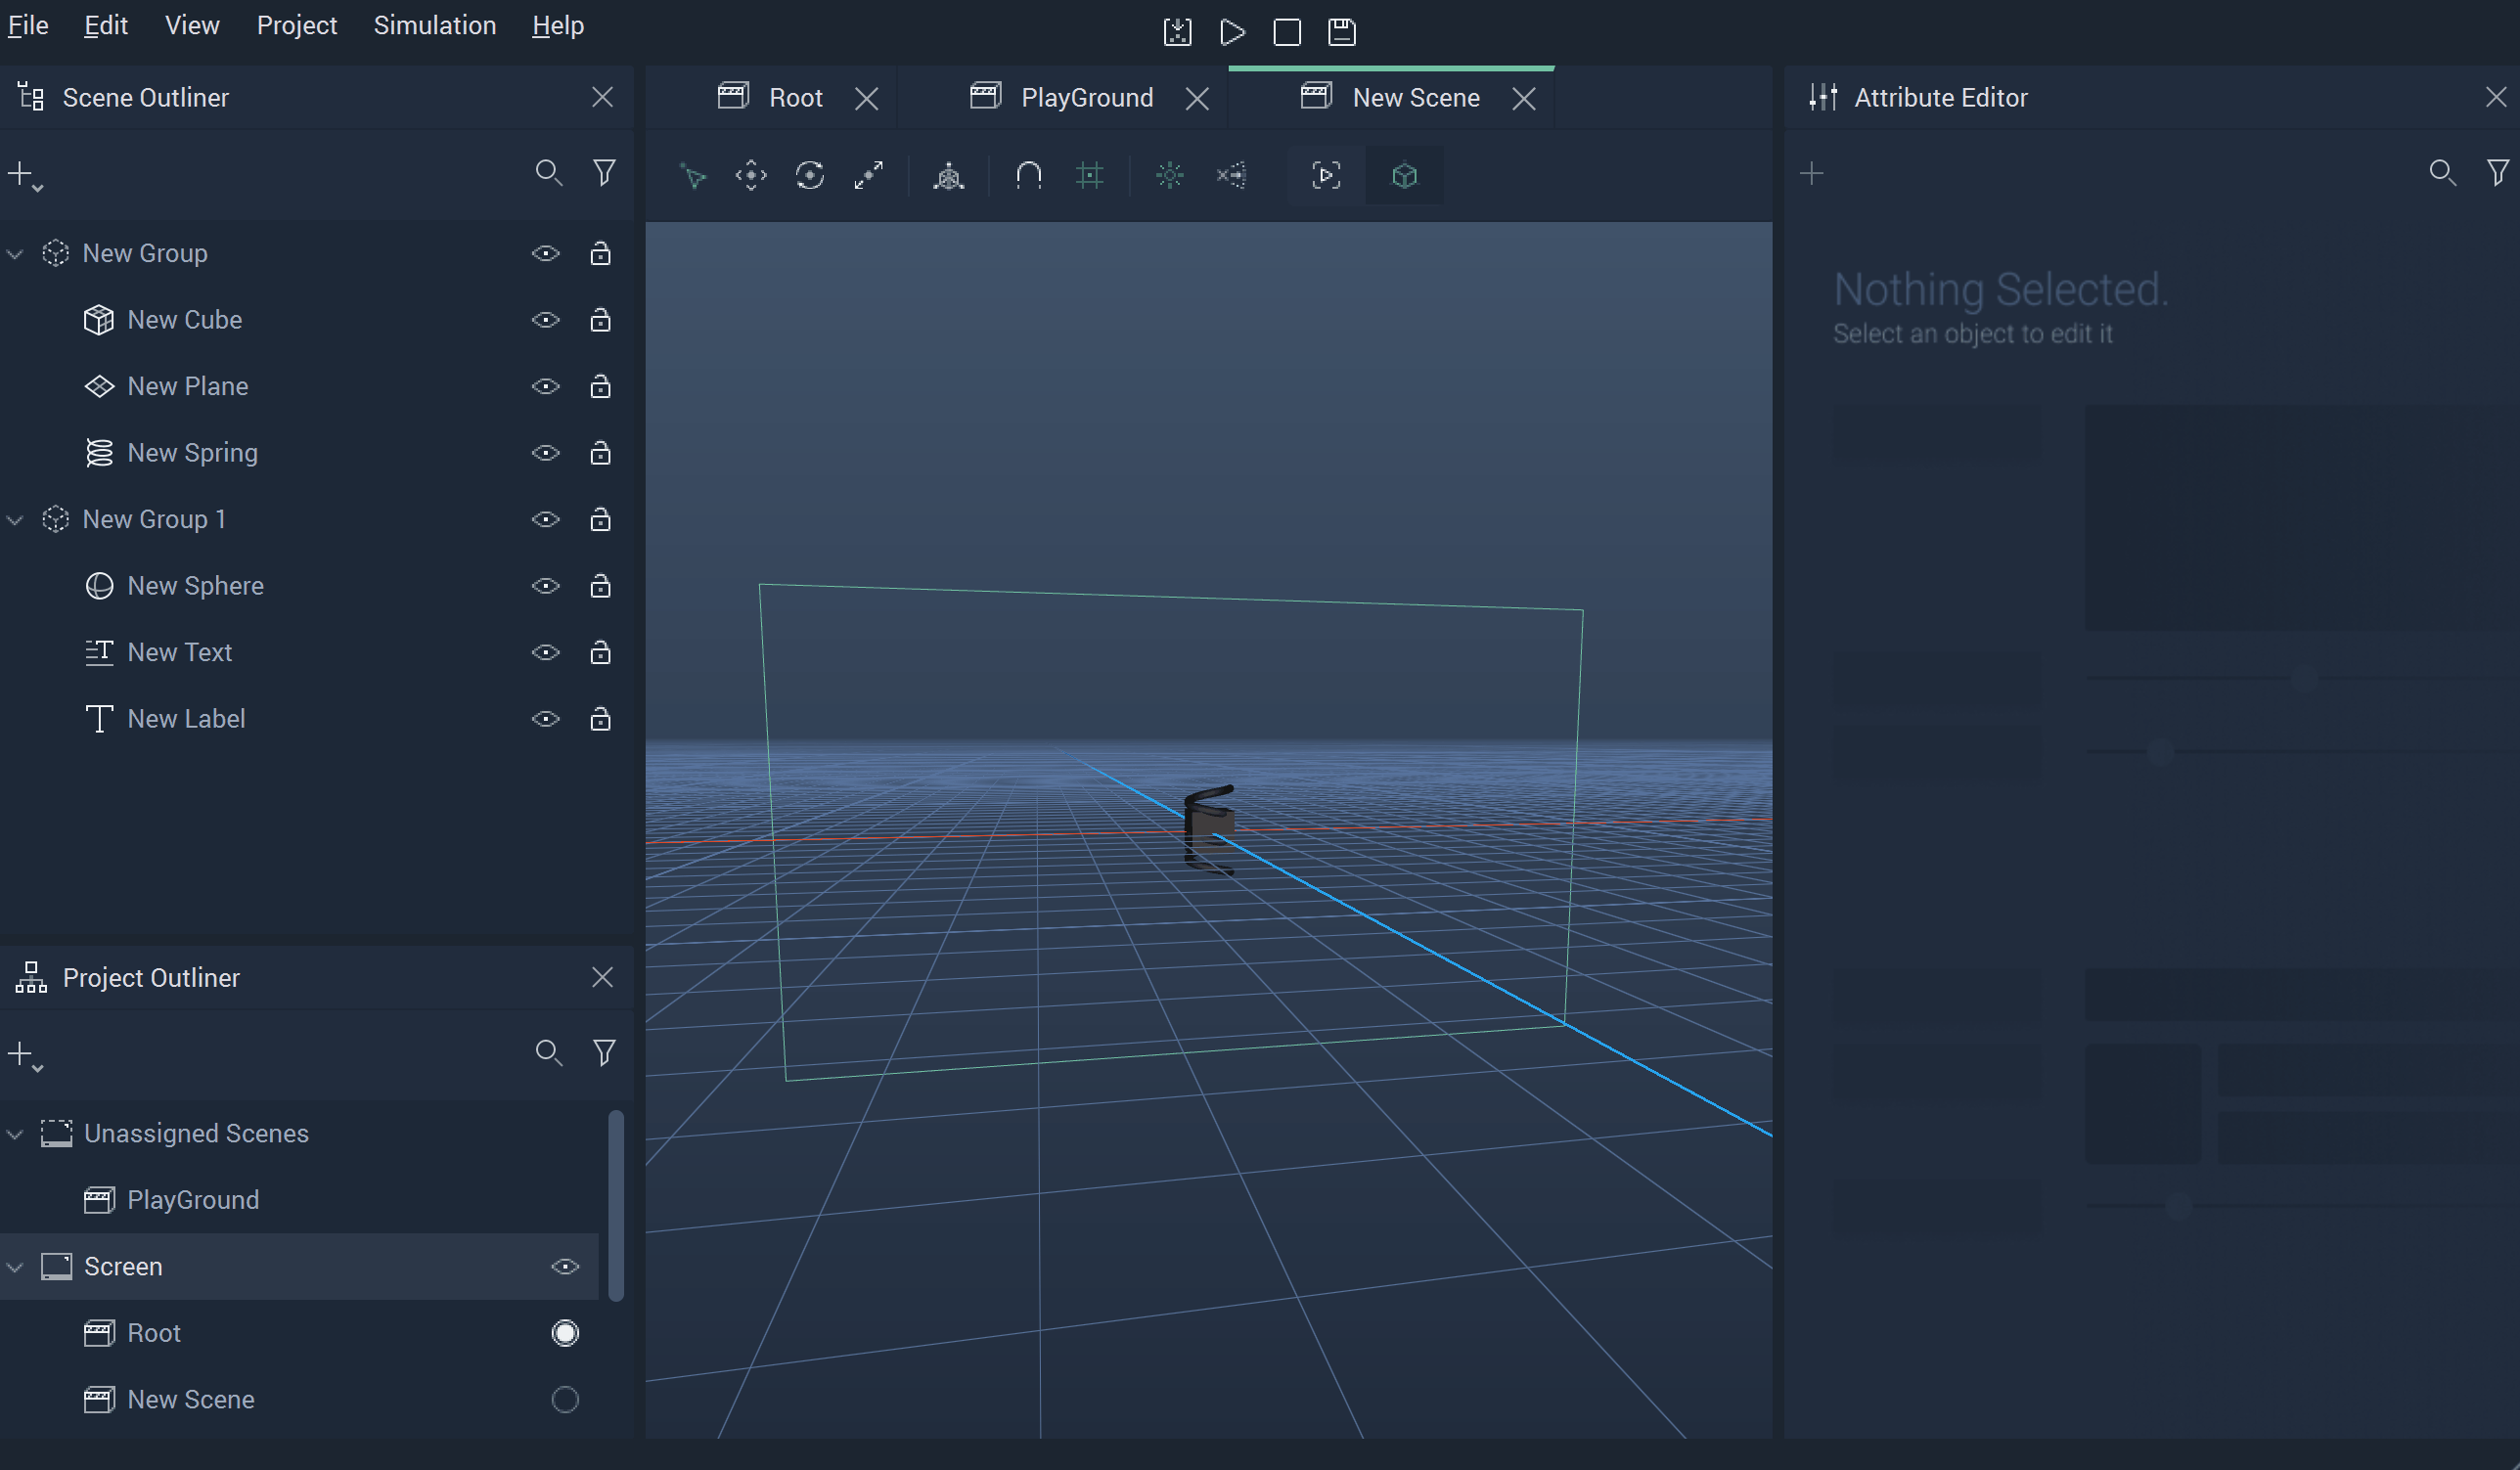 File Edit View Project Simulation Help
Scene Outliner
Root
PlayGround
New Scene
Attribute Editor
New Group
New Cube
New Plane
New Spring
New Group 1
New Sphere
New Text
New Label
Nothing Selected.
Select an object to edit it
Project Outliner
Unassigned Scenes
PlayGround
Screen
Root
New Scene